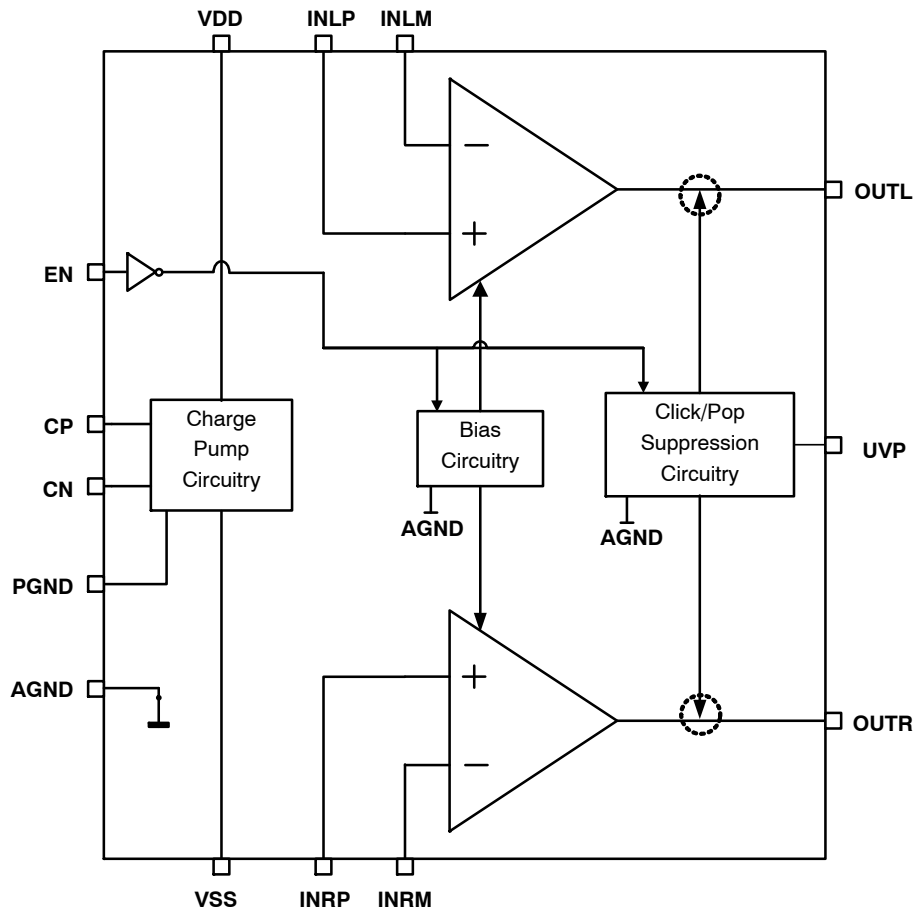 VDD
INLP
INLM
−
OUTL
+
EN
CP
Charge
Pump
Circuitry
Bias
Circuitry
Click/Pop
Suppression
Circuitry
UVP
CN
AGND
AGND
PGND
+
AGND
−
OUTR
VSS
INRP
INRM